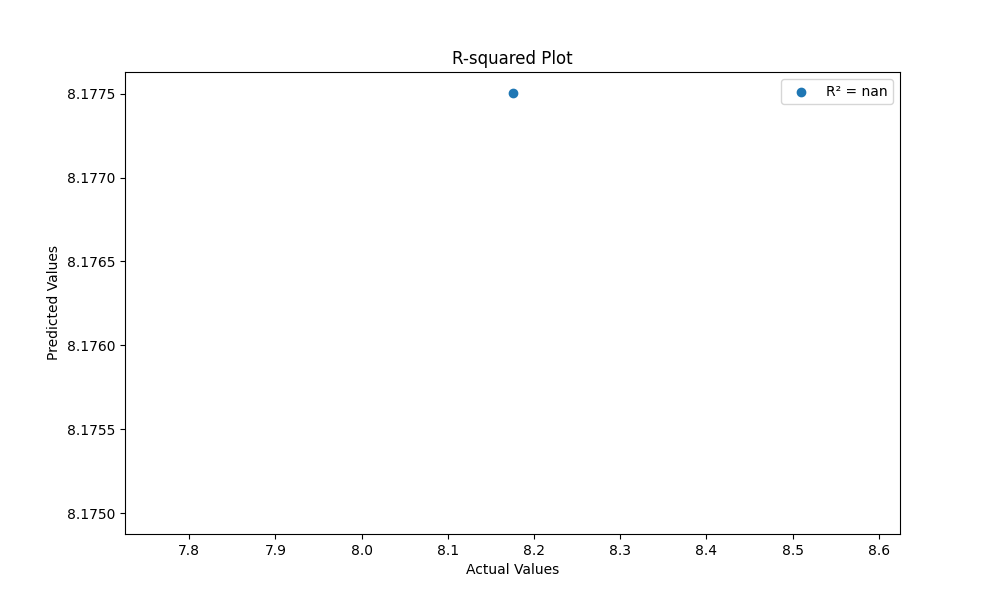 R-squared Plot
R² = nan
Predicted Values
8.1775
8.1770
8.1765
8.1760
8.1755
8.1750
7.8 7.9 8.0 8.1 8.2 8.3 8.4 8.5 8.6
Actual Values